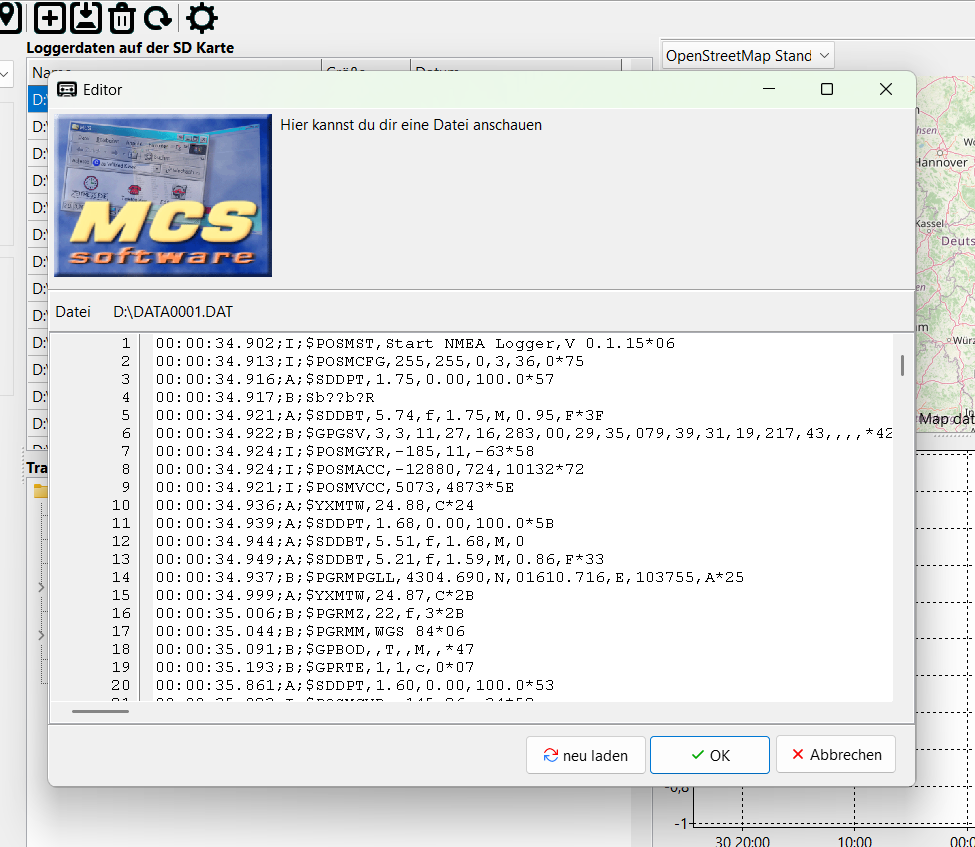 Loggerdaten auf der SD Karte
OpenStreetMap Stand
Editor
Hier kannst du dir eine Datei anschauen
MCS
software
Datei D:\DATA0001.DAT
1 00:00:34.902;I;$POSMST,Start NMEA Logger,V 0.1.15*06
2 00:00:34.913;I;$POSMCFG,255,255,0,3,36,0*75
3 00:00:34.916;A;$SDDPT,1.75,0.00,100.0*57
4 00:00:34.917;B;$b??b?R
5 00:00:34.921;A;$SDDBT,5.74,f,1.75,M,0.95,F*3F
6 00:00:34.922;B;$GPGSV,3,3,11,27,16,283,00,29,35,079,39,31,19,217,43,,,,*42
7 00:00:34.924;I;$POSMGYR,-185,11,-63*58
8 00:00:34.924;I;$POSMACC,-12880,724,10132*72
9 00:00:34.921;I;$POSMVCC,5073,4873*5E
10 00:00:34.936;A;$YXMTW,24.88,C*24
11 00:00:34.939;A;$SDDPT,1.68,0.00,100.0*5B
12 00:00:34.944;A;$SDDBT,5.51,f,1.68,M,0
13 00:00:34.949;A;$SDDBT,5.21,f,1.59,M,0.86,F*33
14 00:00:34.937;B;$PGRMPGLL,4304.690,N,01610.716,E,103755,A*25
15 00:00:34.999;A;$YXMTW,24.87,C*2B
16 00:00:35.006;B;$PGRMZ,22,f,3*2B
17 00:00:35.044;B;$PGRMM,WGS 84*06
18 00:00:35.091;B;$GPBOD,,T,,M,,*47
19 00:00:35.193;B;$GPRTE,1,1,c,0*07
20 00:00:35.861;A;$SDDPT,1.60,0.00,100.0*53
neu laden
OK
Abbrechen
Hannover
Kassel
Deuts
Würz
Map dat
Tra
-0,8
-1
30 20:00
10:00
00:0